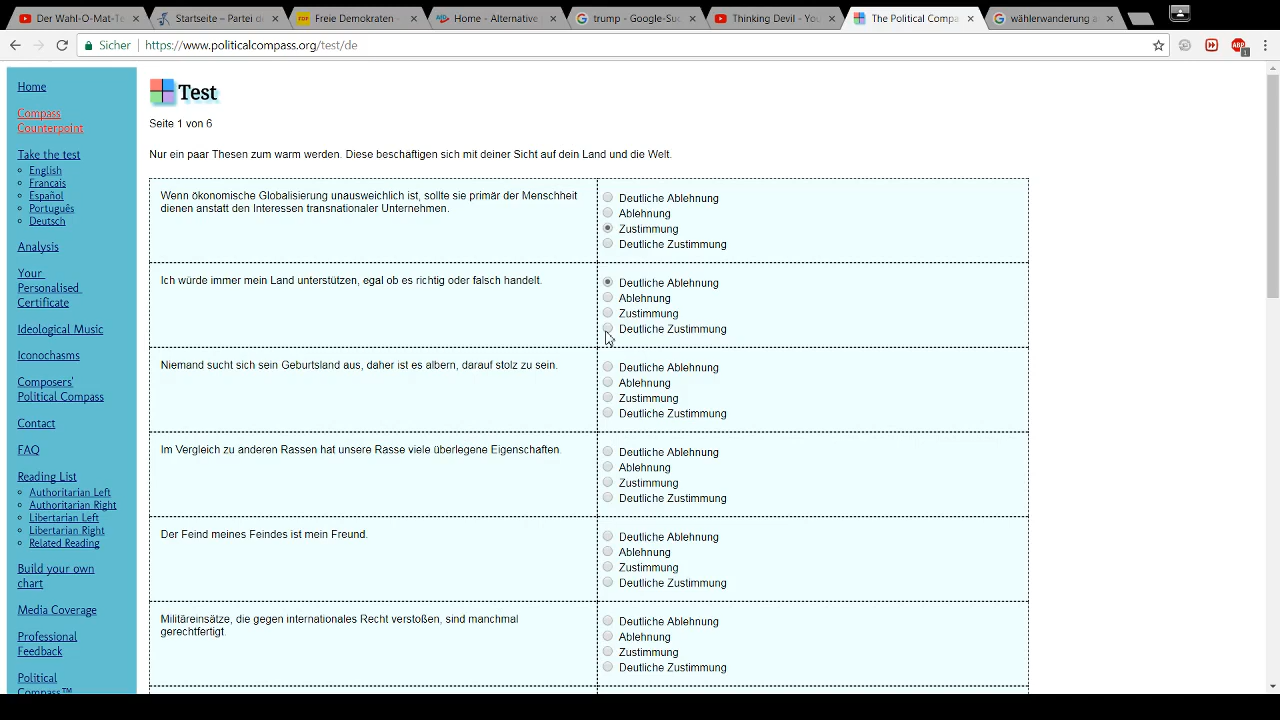 Der Wahl-O-Mat-Te
Startseite – Partei de
Freie Demokraten -
Home - Alternative
trump - Google-Su
Thinking Devil - Yo
The Political Compa
wählerwanderung a
Sicher
https://www.politicalcompass.org/test/de
Home
Compass
Counterpoint
Take the test
English
Francais
Español
Português
Deutsch
Analysis
Your
Personalised
Certificate
Ideological Music
Iconochasms
Composers'
Political Compass
Contact
FAQ
Reading List
Authoritarian Left
Authoritarian Right
Libertarian Left
Libertarian Right
Related Reading
Build your own
chart
Media Coverage
Professional
Feedback
Political
Compass™
Test
Seite 1 von 6
Nur ein paar Thesen zum warm werden. Diese beschäftigen sich mit deiner Sicht auf dein Land und die Welt.
Wenn ökonomische Globalisierung unausweichlich ist, sollte sie primär der Menschheit
dienen anstatt den Interessen transnationaler Unternehmen.
Deutliche Ablehnung
Ablehnung
Zustimmung
Deutliche Zustimmung
Ich würde immer mein Land unterstützen, egal ob es richtig oder falsch handelt.
Deutliche Ablehnung
Ablehnung
Zustimmung
Deutliche Zustimmung
Niemand sucht sich sein Geburtsland aus, daher ist es albern, darauf stolz zu sein.
Deutliche Ablehnung
Ablehnung
Zustimmung
Deutliche Zustimmung
Im Vergleich zu anderen Rassen hat unsere Rasse viele überlegene Eigenschaften.
Deutliche Ablehnung
Ablehnung
Zustimmung
Deutliche Zustimmung
Der Feind meines Feindes ist mein Freund.
Deutliche Ablehnung
Ablehnung
Zustimmung
Deutliche Zustimmung
Militäreinsätze, die gegen internationales Recht verstoßen, sind manchmal
gerechtfertigt.
Deutliche Ablehnung
Ablehnung
Zustimmung
Deutliche Zustimmung